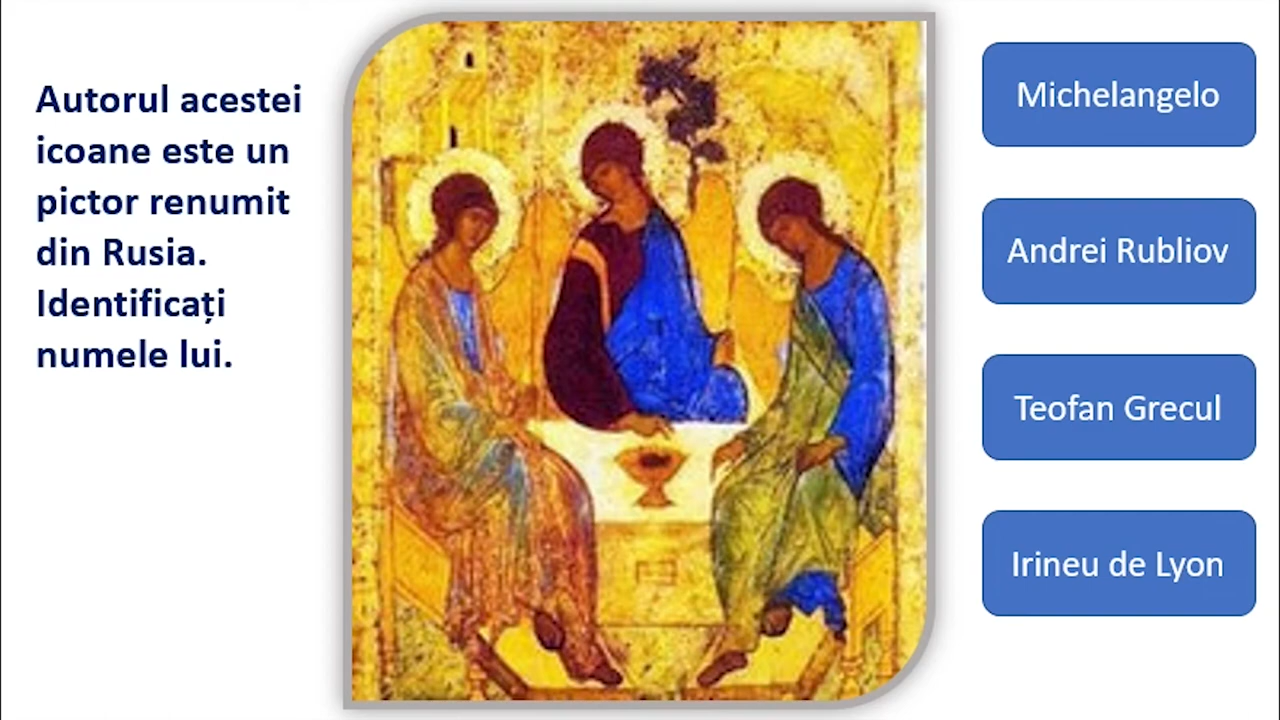 Autorul acestei
icoane este un
pictor renumit
din Rusia.
Identificați
numele lui.
Michelangelo
Andrei Rubliov
Teofan Grecul
Irineu de Lyon